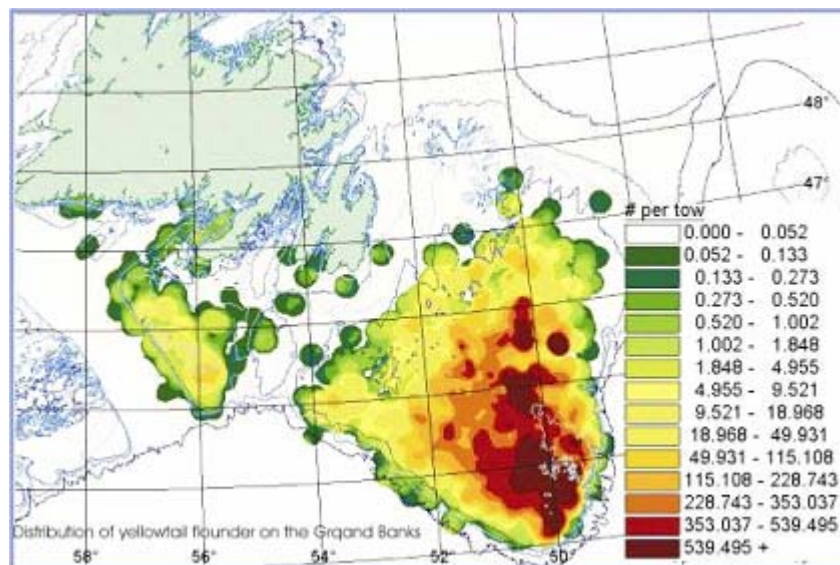 48°
47°
# per tow
0.000 - 0.052
0.052 - 0.133
0.133 - 0.273
0.273 - 0.520
0.520 - 1.002
1.002 - 1.848
1.848 - 4.955
4.955 - 9.521
9.521 - 18.968
18.968 - 49.931
49.931 - 115.108
115.108 - 228.743
228.743 - 353.037
353.037 - 539.495
539.495 +
Distribution of yellowtail flounder on the Grqand Banks
58° 56° 54° 52° 50°